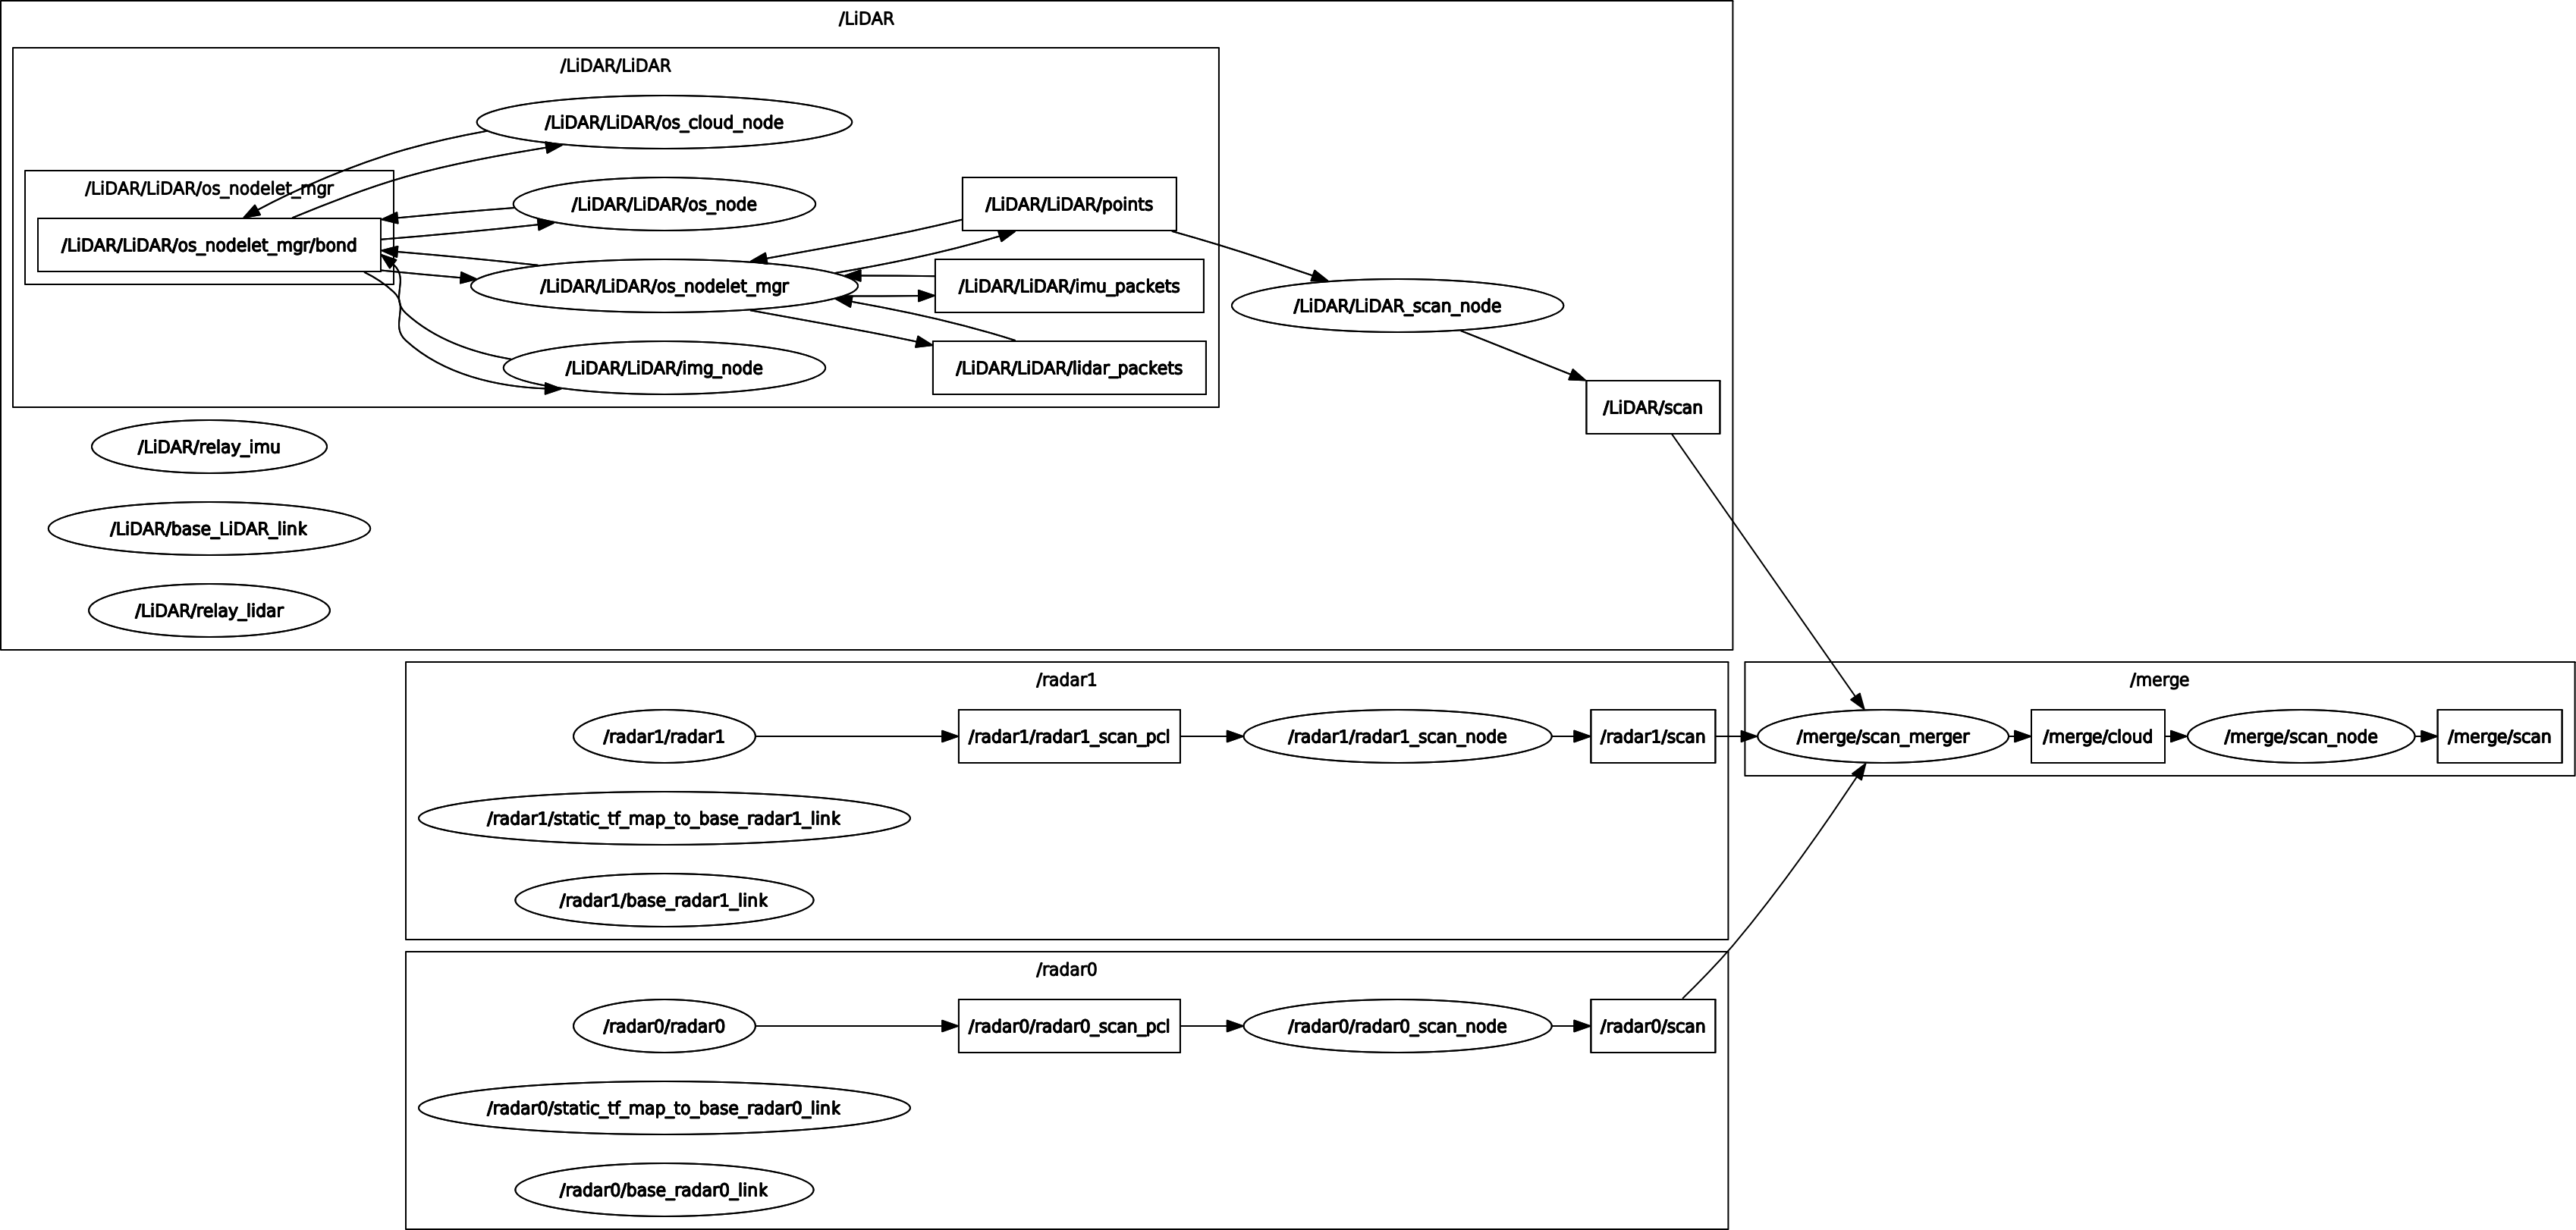 /LiDAR
/LiDAR/LiDAR
/LiDAR/LiDAR/os_cloud_node
/LiDAR/LiDAR/os_nodelet_mgr
/LiDAR/LiDAR/os_node
/LiDAR/LiDAR/points
/LiDAR/LiDAR/os_nodelet_mgr/bond
/LiDAR/LiDAR/os_nodelet_mgr
/LiDAR/LiDAR/imu_packets
/LiDAR/LiDAR_scan_node
/LiDAR/LiDAR/img_node
/LiDAR/LiDAR/lidar_packets
/LiDAR/scan
/LiDAR/relay_imu
/LiDAR/base_LiDAR_link
/LiDAR/relay_lidar
/radar1
/merge
/radar1/radar1
/radar1/radar1_scan_pcl
/radar1/radar1_scan_node
/radar1/scan
/merge/scan_merger
/merge/cloud
/merge/scan_node
/merge/scan
/radar1/static_tf_map_to_base_radar1_link
/radar1/base_radar1_link
/radar0
/radar0/radar0
/radar0/radar0_scan_pcl
/radar0/radar0_scan_node
/radar0/scan
/radar0/static_tf_map_to_base_radar0_link
/radar0/base_radar0_link